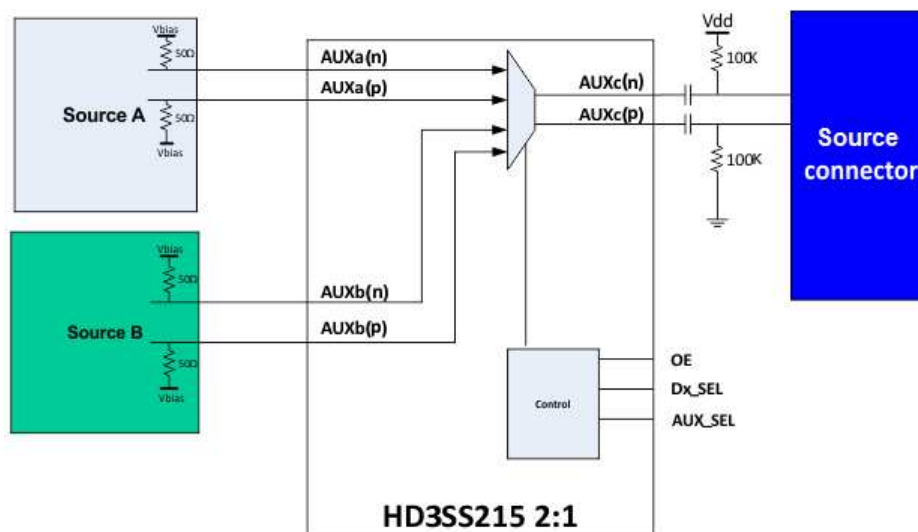 Vbias
50Ω
Source A
50Ω
Vbias
Vbias
50Ω
Source B
50Ω
Vbias
AUXa(n)
AUXa(p)
AUXb(n)
AUXb(p)
AUXc(n)
AUXc(p)
Control
OE
Dx_SEL
AUX_SEL
HD3SS215 2:1
Vdd
100K
100K
Source
connector